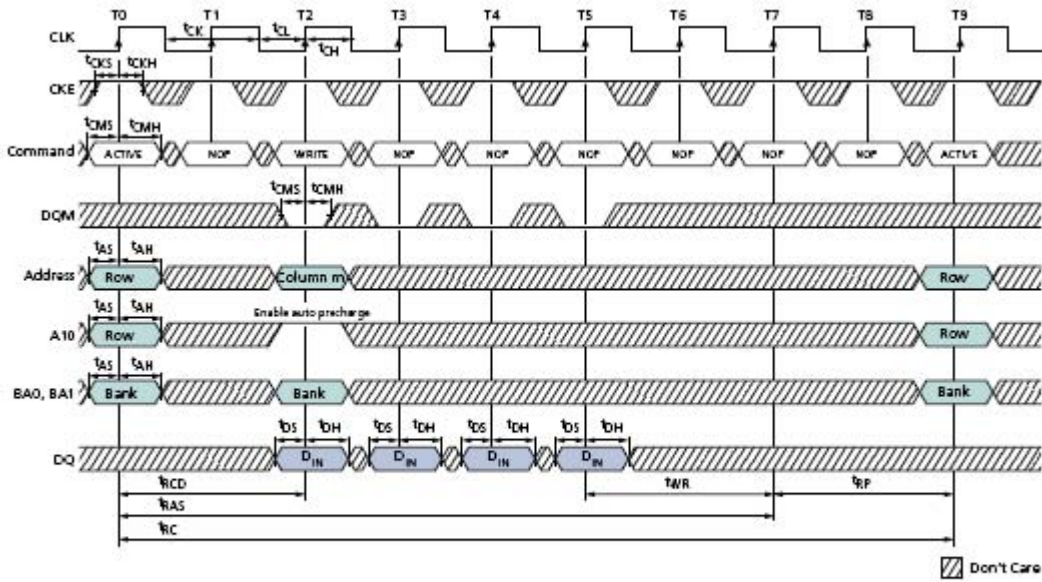 T0 T1 T2 T3 T4 T5 T6 T7 T8 T9
CLK
tCK tCL
tCH
tCKS tCKH
CKE
tCMS tCMH
Command ACTIVE NOP WRITE NOP NOP NOP NOP NOP NOP ACTIVE
tCMS tCMH
DQM
tAS tAH
Address Row Column m Row
tAS tAH Enable auto precharge
A10 Row Row
tAS tAH
BA0, BA1 Bank Bank Bank
tDS tDH tDS tDH tDS tDH tDS tDH
DQ DIN DIN DIN DIN
tRCD tWR tRP
tRAS
tRC
Don't Care